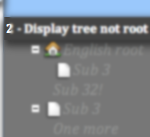 2 - Display tree not root
English root
Sub 3
Sub 32!
Sub 3
One more